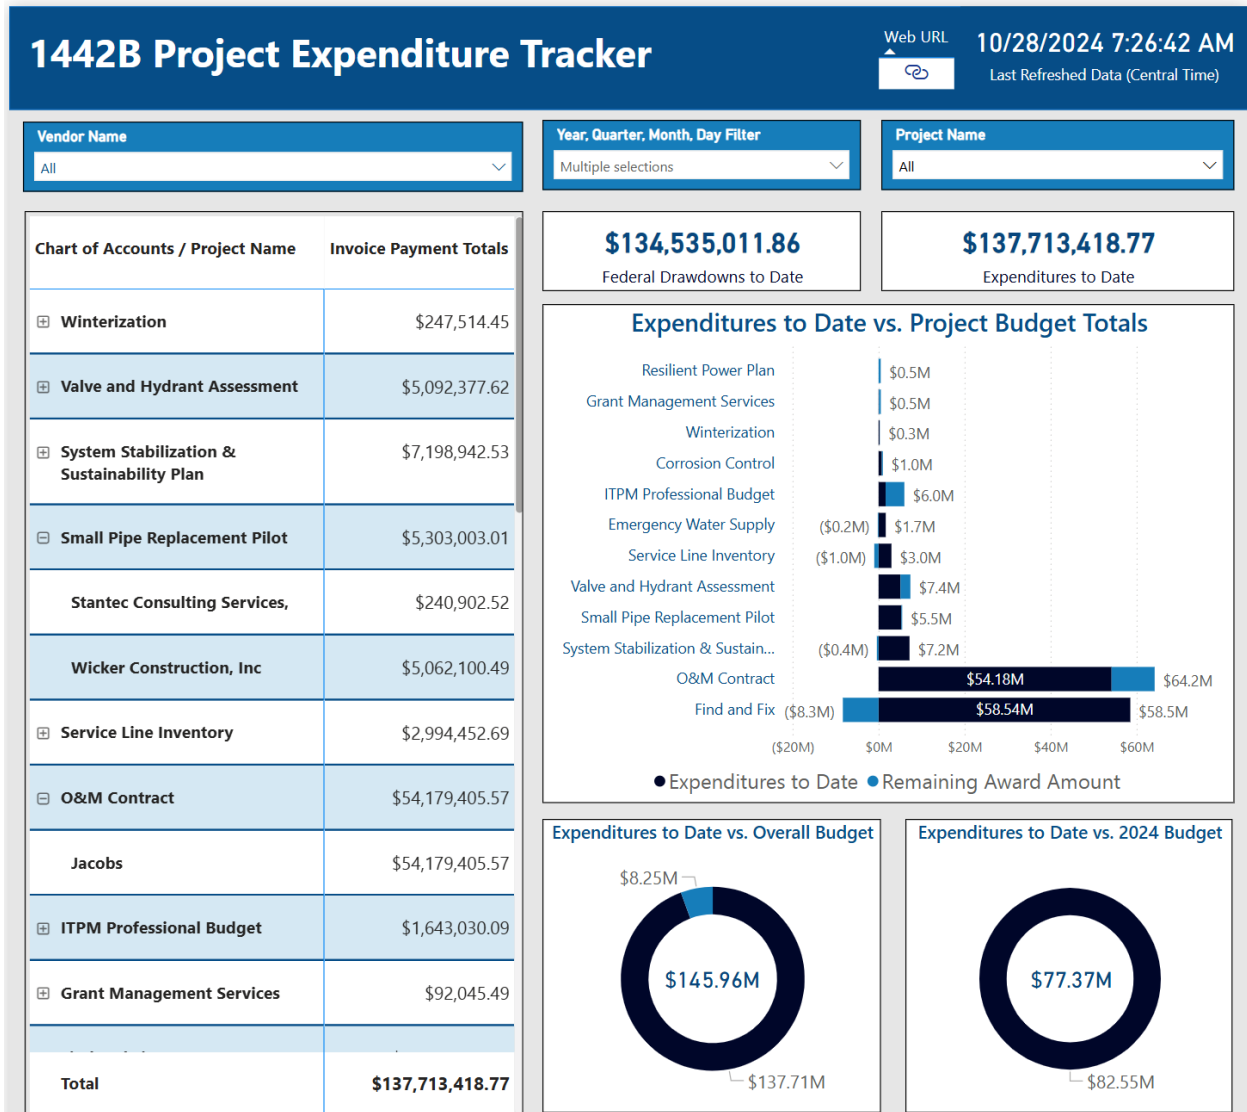 1442B Project Expenditure Tracker
Web URL
10/28/2024 7:26:42 AM
Last Refreshed Data (Central Time)
Vendor Name
All
Year, Quarter, Month, Day Filter
Multiple selections
Project Name
All
Chart of Accounts / Project Name Invoice Payment Totals
Winterization $247,514.45
Valve and Hydrant Assessment $5,092,377.62
System Stabilization & $7,198,942.53
Sustainability Plan
Small Pipe Replacement Pilot $5,303,003.01
Stantec Consulting Services, $240,902.52
Wicker Construction, Inc $5,062,100.49
Service Line Inventory $2,994,452.69
O&M Contract $54,179,405.57
Jacobs $54,179,405.57
ITPM Professional Budget $1,643,030.09
Grant Management Services $92,045.49
Total $137,713,418.77
$134,535,011.86
Federal Drawdowns to Date
$137,713,418.77
Expenditures to Date
Expenditures to Date vs. Project Budget Totals
Resilient Power Plan $0.5M
Grant Management Services $0.5M
Winterization $0.3M
Corrosion Control $1.0M
ITPM Professional Budget $6.0M
Emergency Water Supply ($0.2M) $1.7M
Service Line Inventory ($1.0M) $3.0M
Valve and Hydrant Assessment $7.4M
Small Pipe Replacement Pilot $5.5M
System Stabilization & Sustain... ($0.4M) $7.2M
O&M Contract $54.18M $64.2M
Find and Fix ($8.3M) $58.54M $58.5M
($20M) $0M $20M $40M $60M
Expenditures to Date Remaining Award Amount
Expenditures to Date vs. Overall Budget
$8.25M
$145.96M
$137.71M
Expenditures to Date vs. 2024 Budget
$77.37M
$82.55M